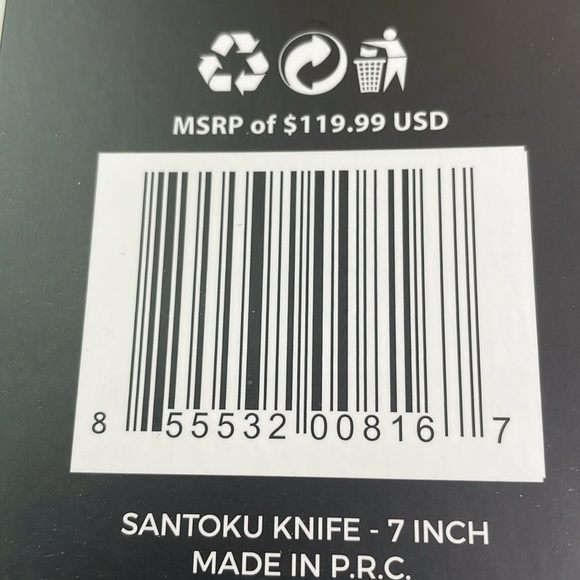 MSRP of $119.99 USD
8 55532 00816 7
SANTOKU KNIFE - 7 INCH
MADE IN P.R.C.